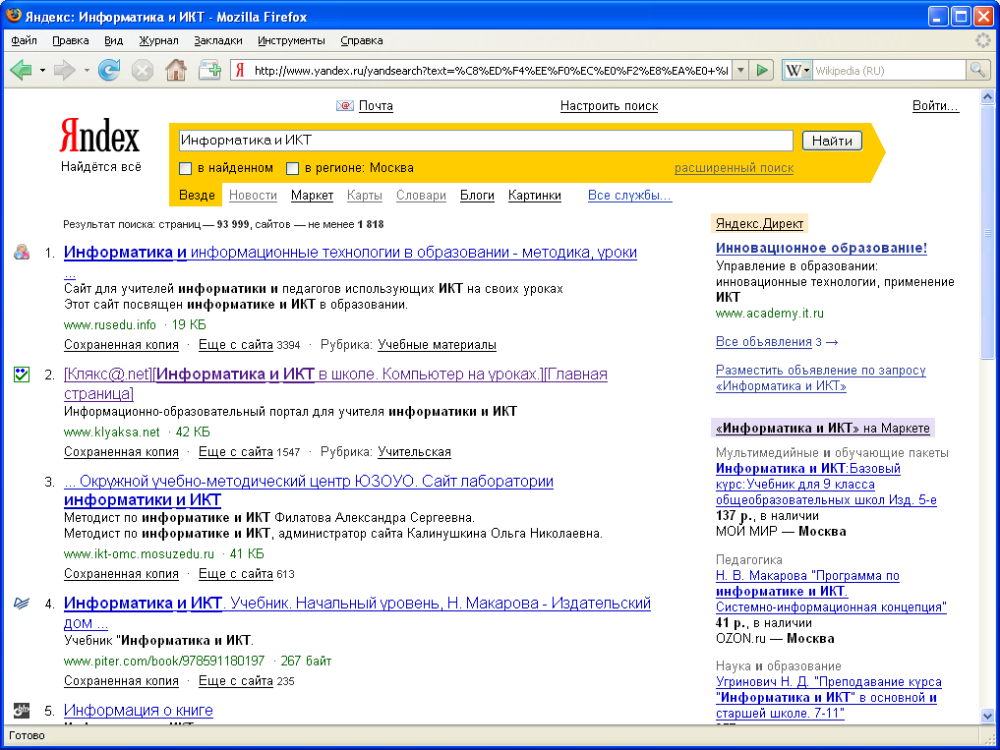 Яндекс: Информатика и ИКТ - Mozilla Firefox
Файл Правка Вид Журнал Закладки Инструменты Справка
http://www.yandex.ru/yandsearch?text=%C8%ED%F4%EE%F0%EC%E0%F2%E8%EA%E0+%I
Wikipedia (RU)
Почта Настроить поиск Войти...
Яndex
Найдётся всё
Информатика и ИКТ
Найти
в найденном в регионе: Москва расширенный поиск
Везде Новости Маркет Карты Словари Блоги Картинки Все службы...
Результат поиска: страниц — 93 999, сайтов — не менее 1 818
1. Информатика и информационные технологии в образовании - методика, уроки
...
Сайт для учителей информатики и педагогов использующих ИКТ на своих уроках
Этот сайт посвящен информатике и ИКТ в образовании.
www.rusedu.info · 19 КБ
Сохраненная копия · Еще с сайта 3394 · Рубрика: Учебные материалы
2. [Клякс@.net][Информатика и ИКТ в школе. Компьютер на уроках.][Главная
страница]
Информационно-образовательный портал для учителя информатики и ИКТ
www.klyaksa.net · 42 КБ
Сохраненная копия · Еще с сайта 1547 · Рубрика: Учительская
3. ... Окружной учебно-методический центр ЮЗОУО. Сайт лаборатории
информатики и ИКТ
Методист по информатике и ИКТ Филатова Александра Сергеевна.
Методист по информатике и ИКТ, администратор сайта Калинушкина Ольга Николаевна.
www.ikt-omc.mosuzedu.ru · 41 КБ
Сохраненная копия · Еще с сайта 613
4. Информатика и ИКТ. Учебник. Начальный уровень, Н. Макарова - Издательский
дом ...
Учебник "Информатика и ИКТ.
www.piter.com/book/978591180197 · 267 байт
Сохраненная копия · Еще с сайта 235
5. Информация о книге
Яндекс.Директ
Инновационное образование!
Управление в образовании:
инновационные технологии, применение
ИКТ
www.academy.it.ru
Все объявления 3 →
Разместить объявление по запросу
«Информатика и ИКТ»
«Информатика и ИКТ» на Маркете
Мультимедийные и обучающие пакеты
Информатика и ИКТ:Базовый
курс:Учебник для 9 класса
общеобразовательных школ Изд. 5-е
137 р., в наличии
МОЙ МИР — Москва
Педагогика
Н. В. Макарова "Программа по
информатике и ИКТ.
Системно-информационная концепция"
41 р., в наличии
OZON.ru — Москва
Наука и образование
Угринович Н. Д. "Преподавание курса
"Информатика и ИКТ" в основной и
старшей школе. 7-11"
Готово